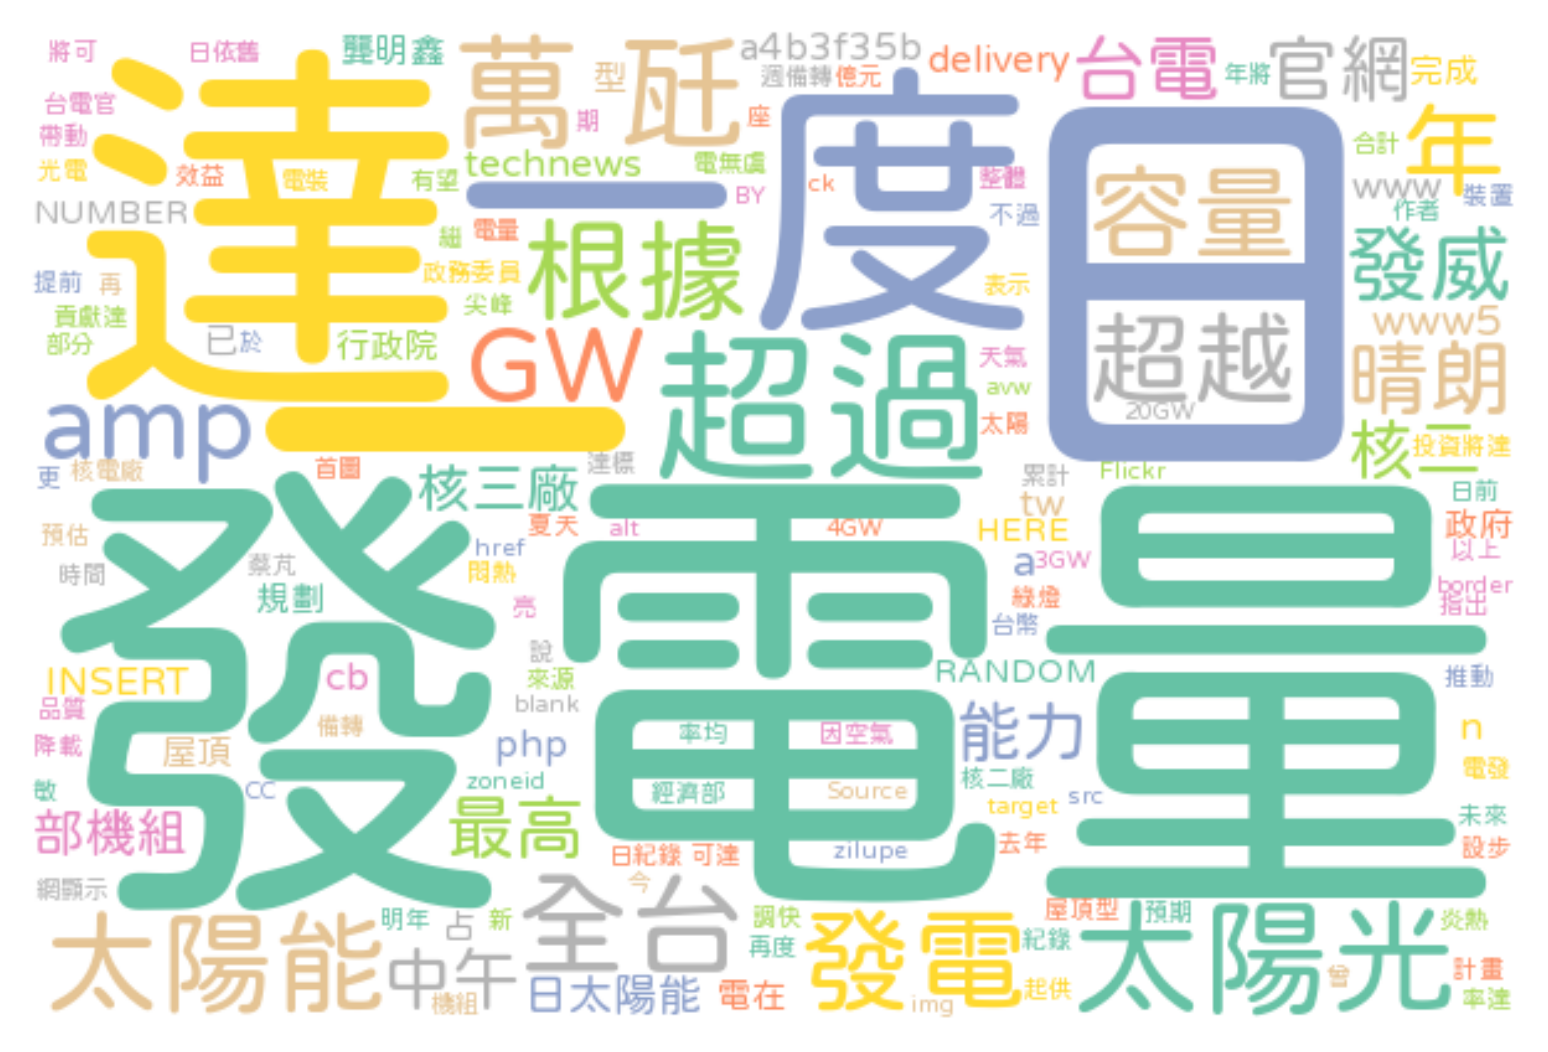 將可
日依舊
龔明鑫
萬瓩
型
a4b3f35b
週備轉
億元
delivery
台電
年將
官網
完成
台電官
帶動
光電
效益
達
電裝
有望
期
座
technews
電無虞
一
BY
ck
度
整體
不過
日
容量
超越
20GW
合計
年
www
裝置
作者
NUMBER
電量
政務委員
尖峰
根據
表示
發威
www5
提前
再
貢獻達
部分
已於
行政院
GW
超過
天氣
avw
太陽
晴朗
amp
一
核二
投資將達
更
核電廠
首圖
核三廠
達標
累計
Flickr
tw
日前
政府
以上
預估
時間
蔡芃
規劃
夏天
alt
href
悶熱
亮
4GW
HERE
a
3GW
綠燈
台幣
border
指出
發電量
INSERT
cb
說
來源
blank
RANDOM
推動
品質
降載
屋頂
備轉
php
率均
因空氣
能力
n
電發
敏
CC
zoneid
經濟部
Source
核二廠
target
src
未來
部機組
最高
日紀錄
可達
zilupe
去年
設步
網顯示
今
太陽能
明年
占
新
全台
調快
再度
發電
屋頂型
預期
紀錄
太陽光
炎熱
中午
機組
日太陽能
電在
img
起供
曾
計畫
率達